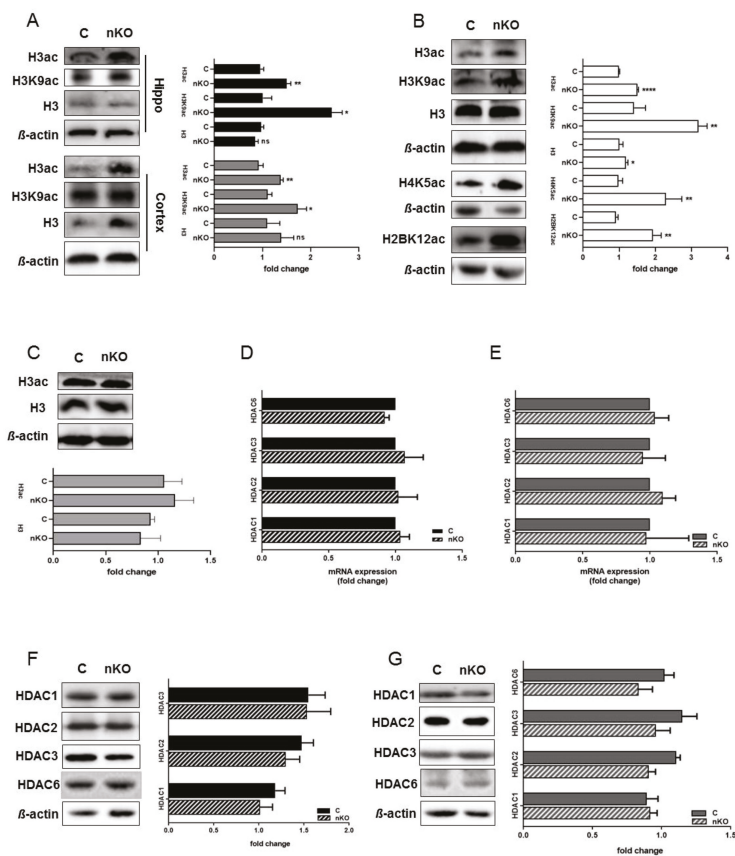 A
C nKO
H3ac
H3K9ac
H3
ß-actin
Hippo
H3ac
H3K9ac
H3
ß-actin
Cortex
C
nKO **
H3ac
C
nKO *
H3K9ac
C
nKO ns
H3
C
nKO **
H3ac
C
nKO *
H3K9ac
C
nKO ns
H3
0 1 2 3
fold change
B
C nKO
H3ac
H3K9ac
H3
ß-actin
H4K5ac
ß-actin
H2BK12ac
ß-actin
C
nKO ****
H3ac
C
nKO **
H3K9ac
C
nKO *
H3
C
nKO **
H4K5ac
C
nKO **
H2BK12ac
0 1 2 3 4
fold change
C
C nKO
H3ac
H3
ß-actin
C
nKO
H3ac
C
nKO
H3
0.0 0.5 1.0 1.5
fold change
D
HDAC6
HDAC3
HDAC2
HDAC1
C
nKO
0.0 0.5 1.0 1.5
mRNA expression
(fold change)
E
HDAC6
HDAC3
HDAC2
HDAC1
C
nKO
0.0 0.5 1.0 1.5
mRNA expression
(fold change)
F
C nKO
HDAC1
HDAC2
HDAC3
HDAC6
ß-actin
HDAC3
HDAC2
HDAC1
C
nKO
0.0 0.5 1.0 1.5 2.0
fold change
G
C nKO
HDAC1
HDAC2
HDAC3
HDAC6
ß-actin
HDAC6
HDAC3
HDAC2
HDAC1
C
nKO
0.0 0.5 1.0 1.5
fold change